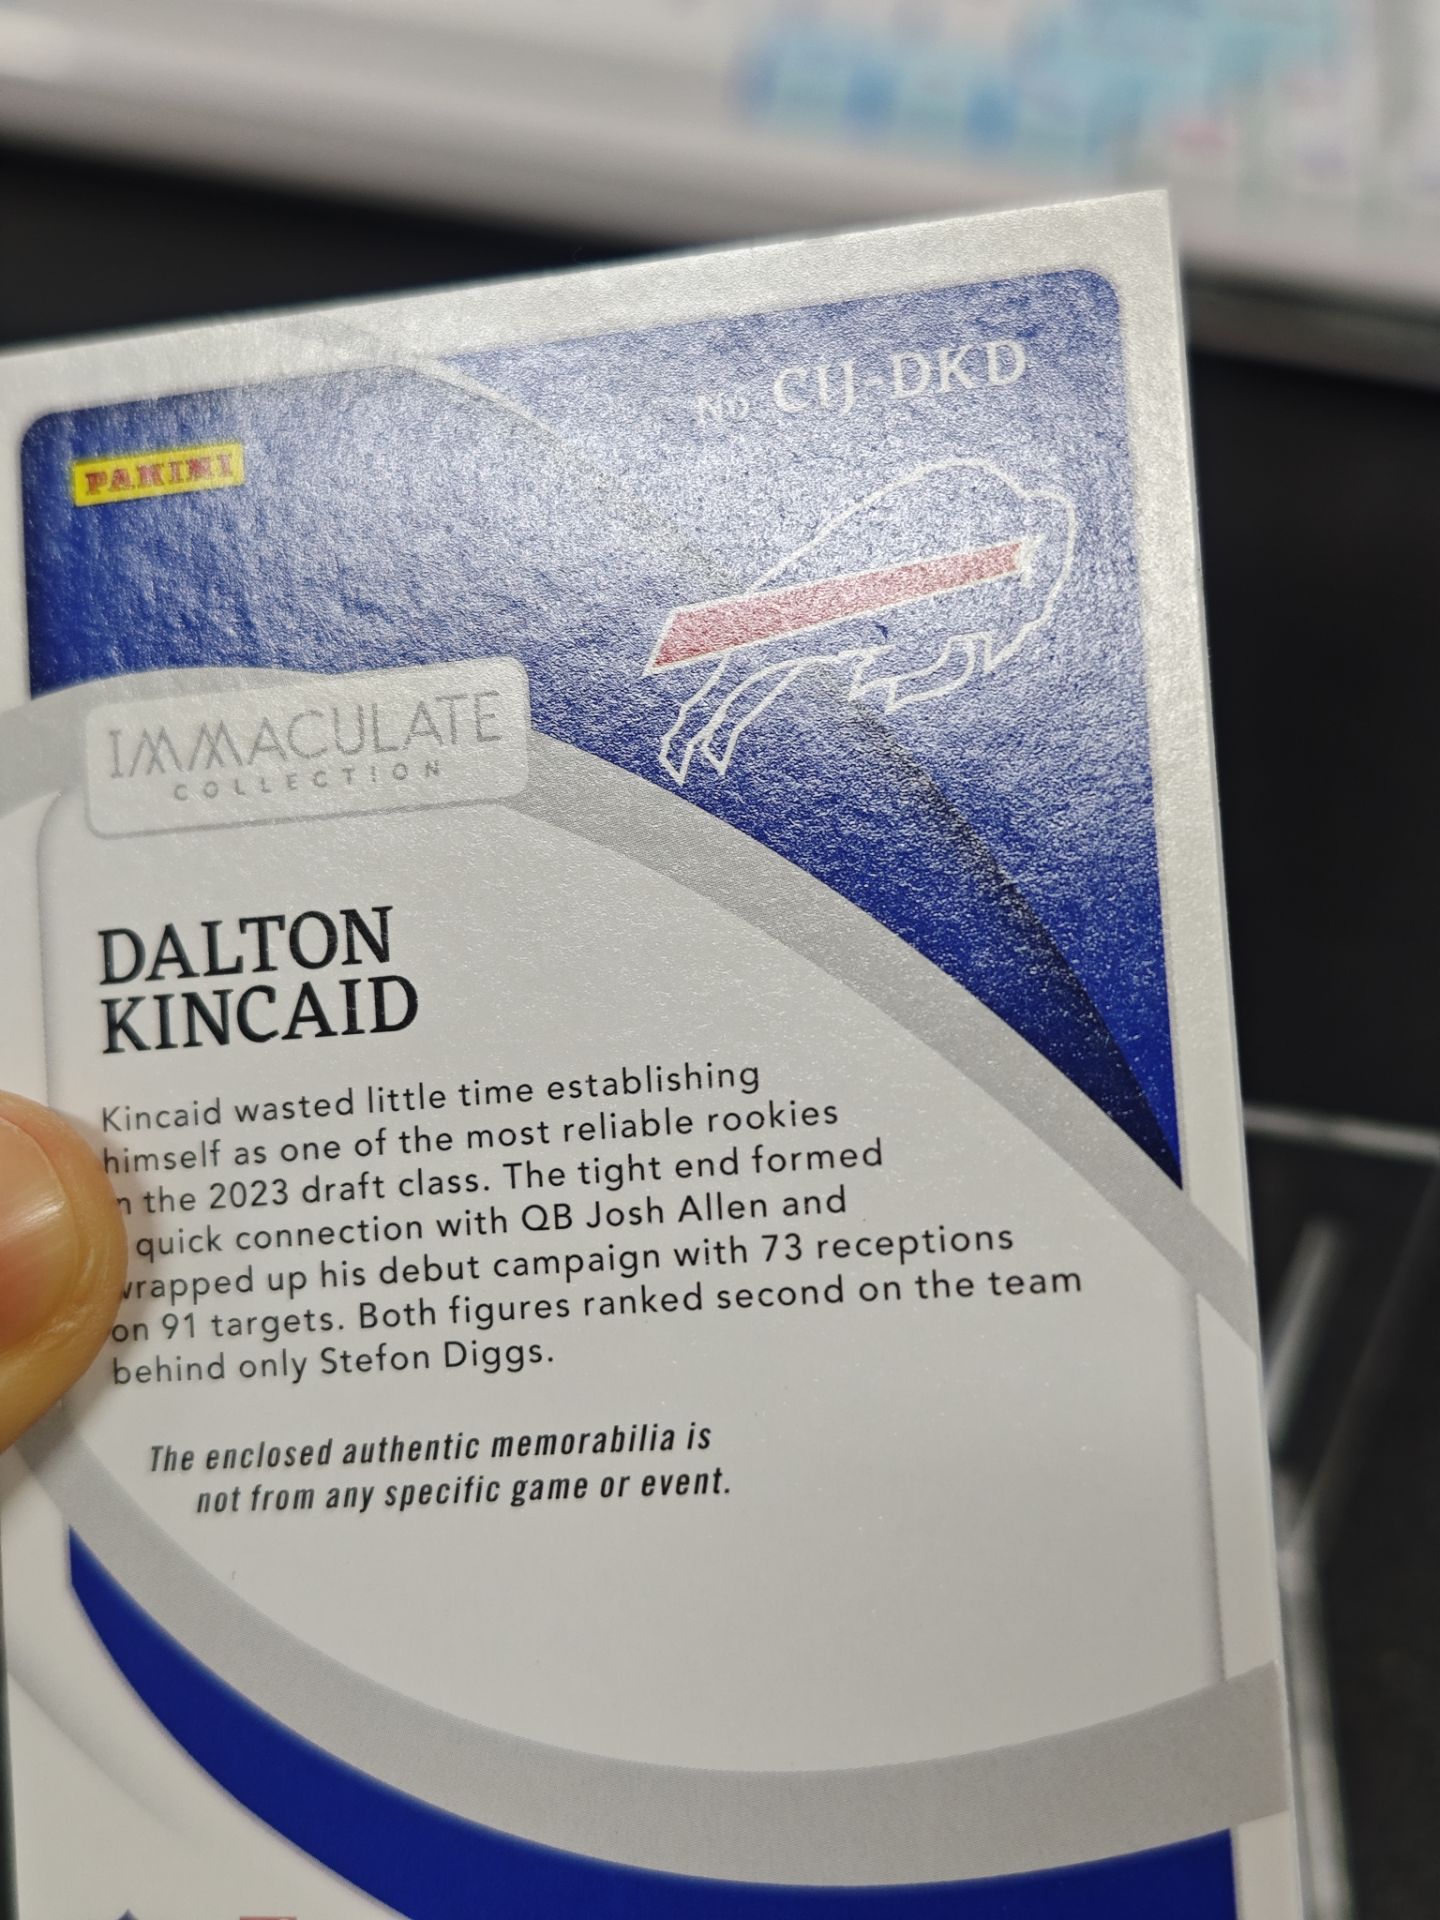 No. CIJ-DKD
PANINI
IMMACULATE
COLLECTION
DALTON
KINCAID
Kincaid wasted little time establishing
himself as one of the most reliable rookies
n the 2023 draft class. The tight end formed
quick connection with QB Josh Allen and
wrapped up his debut campaign with 73 receptions
on 91 targets. Both figures ranked second on the team
behind only Stefon Diggs.
The enclosed authentic memorabilia is
not from any specific game or event.